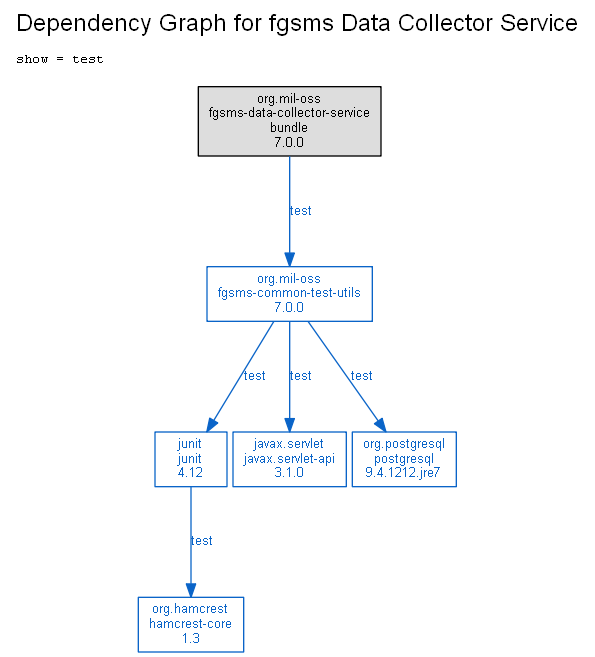 Dependency Graph for fgsms Data Collector Service
show = test
org.mil-oss
fgsms-data-collector-service
bundle
7.0.0
test
org.mil-oss
fgsms-common-test-utils
7.0.0
test
test
test
junit
junit
4.12
javax.servlet
javax.servlet-api
3.1.0
org.postgresql
postgresql
9.4.1212.jre7
test
org.hamcrest
hamcrest-core
1.3